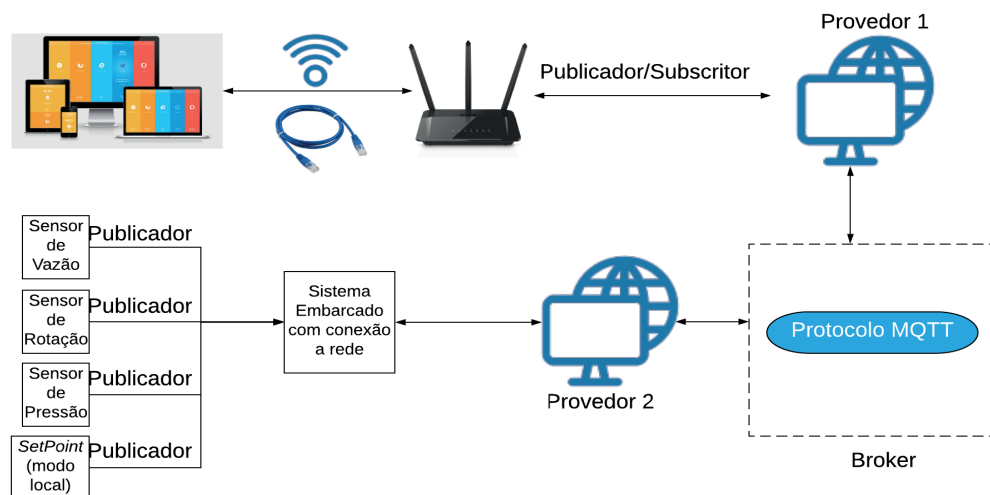 Provedor 1
Publicador/Subscritor
Sensor
de
Vazão
Publicador
Sensor
de
Rotação
Publicador
Sensor
de
Pressão
Publicador
SetPoint
(modo
local)
Publicador
Sistema
Embarcado
com conexão
a rede
Provedor 2
Protocolo MQTT
Broker